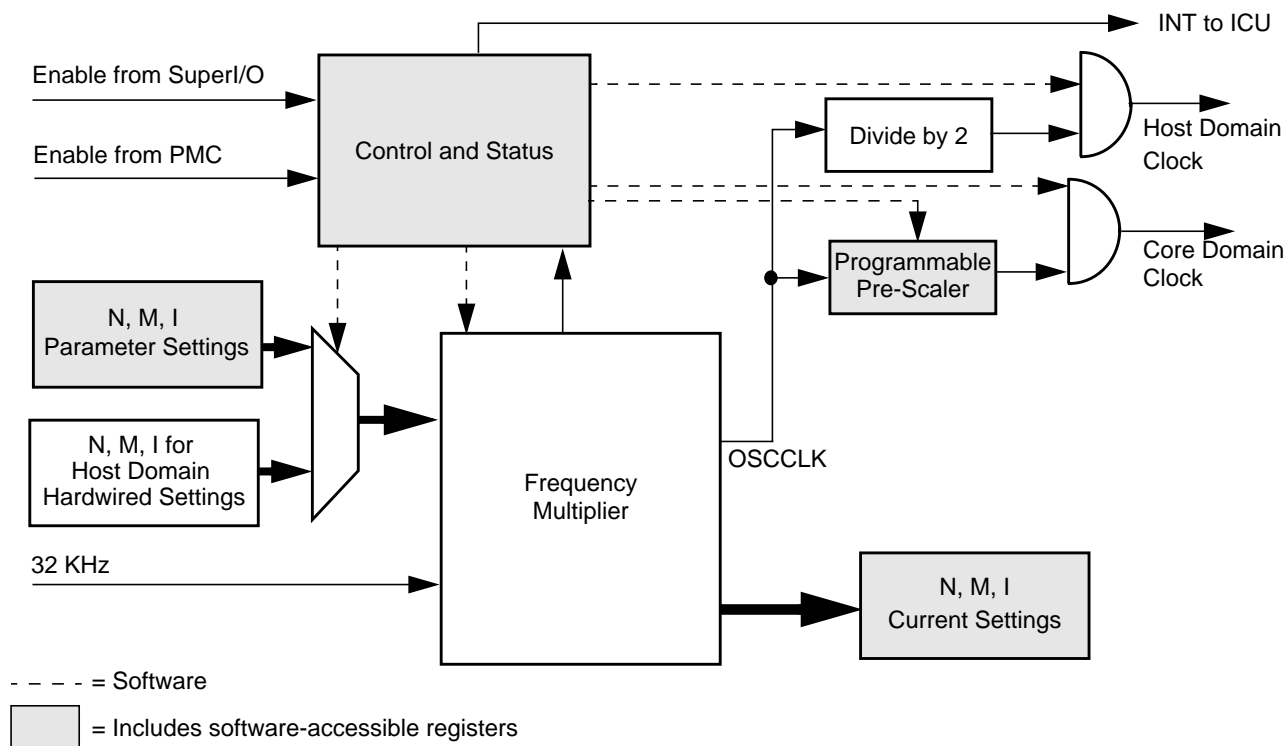 INT to ICU
Enable from SuperI/O
Enable from PMC
Control and Status
Divide by 2
Host Domain
Clock
Programmable
Pre-Scaler
Core Domain
Clock
N, M, I
Parameter Settings
N, M, I for
Host Domain
Hardwired Settings
OSCCLK
Frequency
Multiplier
32 KHz
N, M, I
Current Settings
= Software
= Includes software-accessible registers